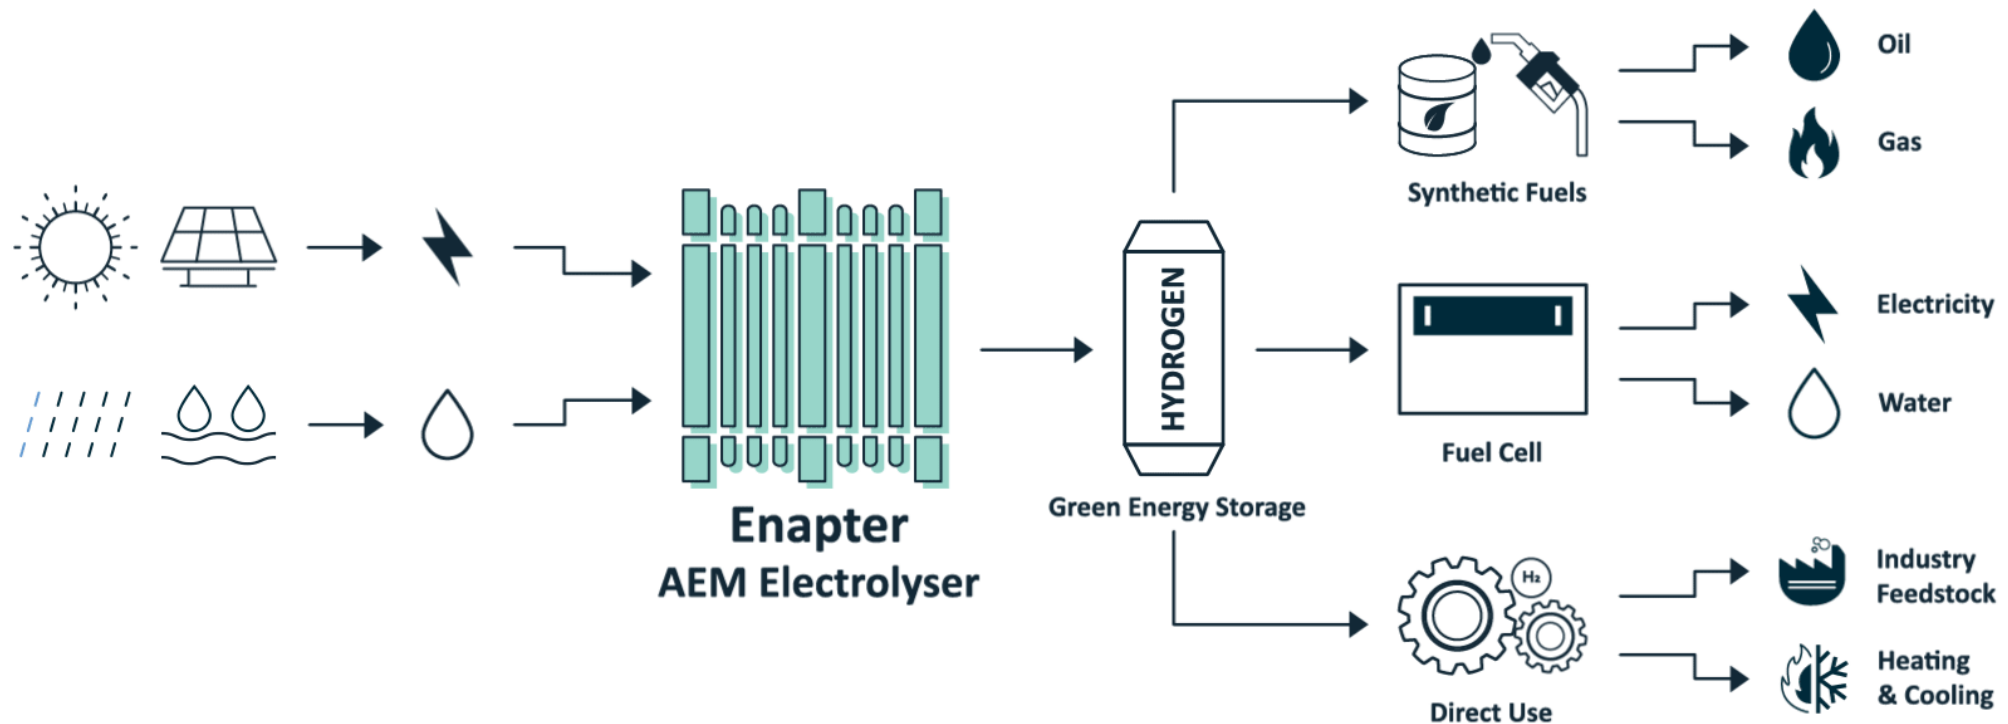 Oil
Gas
Synthetic Fuels
HYDROGEN
Electricity
Water
Fuel Cell
Enapter
AEM Electrolyser
Green Energy Storage
H₂
Industry
Feedstock
Heating
& Cooling
Direct Use